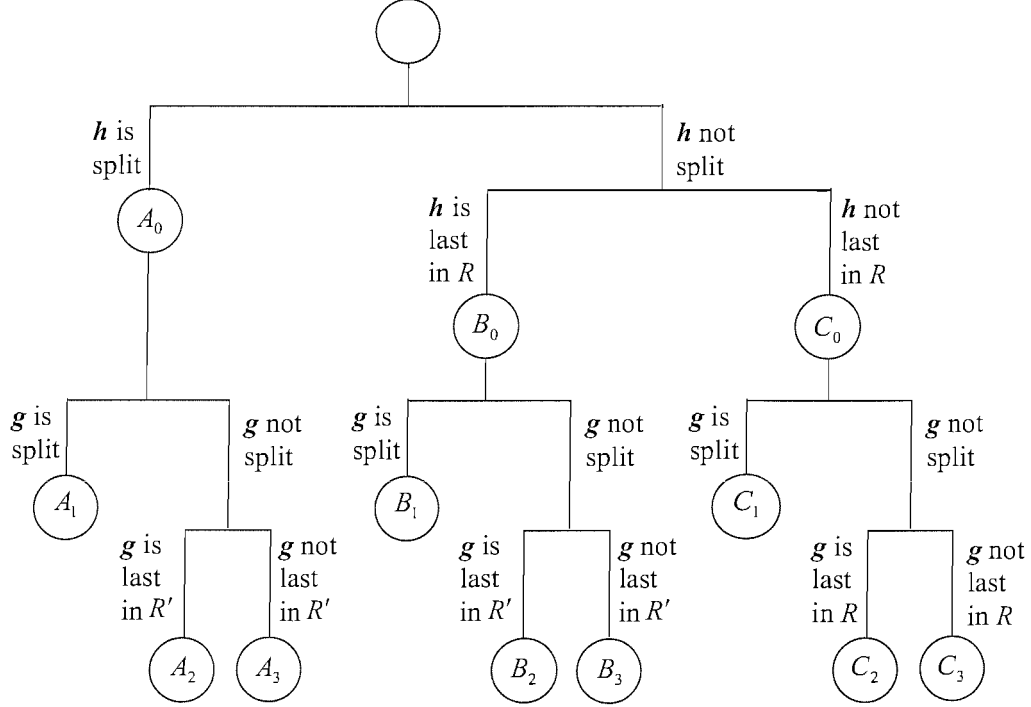 h is
split
h not
split
A₀
h is
last
in R
h not
last
in R
B₀
C₀
g is
split
g not
split
g is
split
g not
split
g is
split
g not
split
A₁
B₁
C₁
g is
last
in R′
g not
last
in R′
g is
last
in R′
g not
last
in R′
g is
last
in R
g not
last
in R
A₂
A₃
B₂
B₃
C₂
C₃